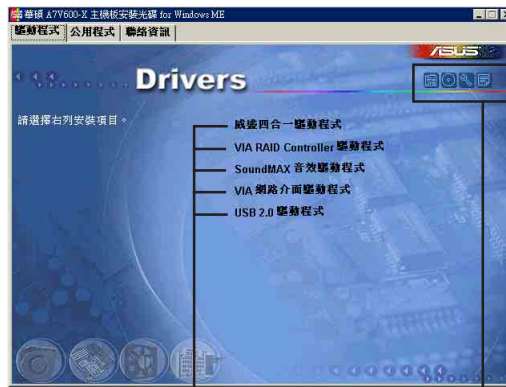 華碩 A7V600-X 主機板安裝光碟 for Windows ME
驅動程式 公用程式 聯絡資訊
ASUS
Drivers
請選擇右列安裝項目。
威盛四合一驅動程式
VIA RAID Controller 驅動程式
SoundMAX 音效驅動程式
VIA 網路介面驅動程式
USB 2.0 驅動程式